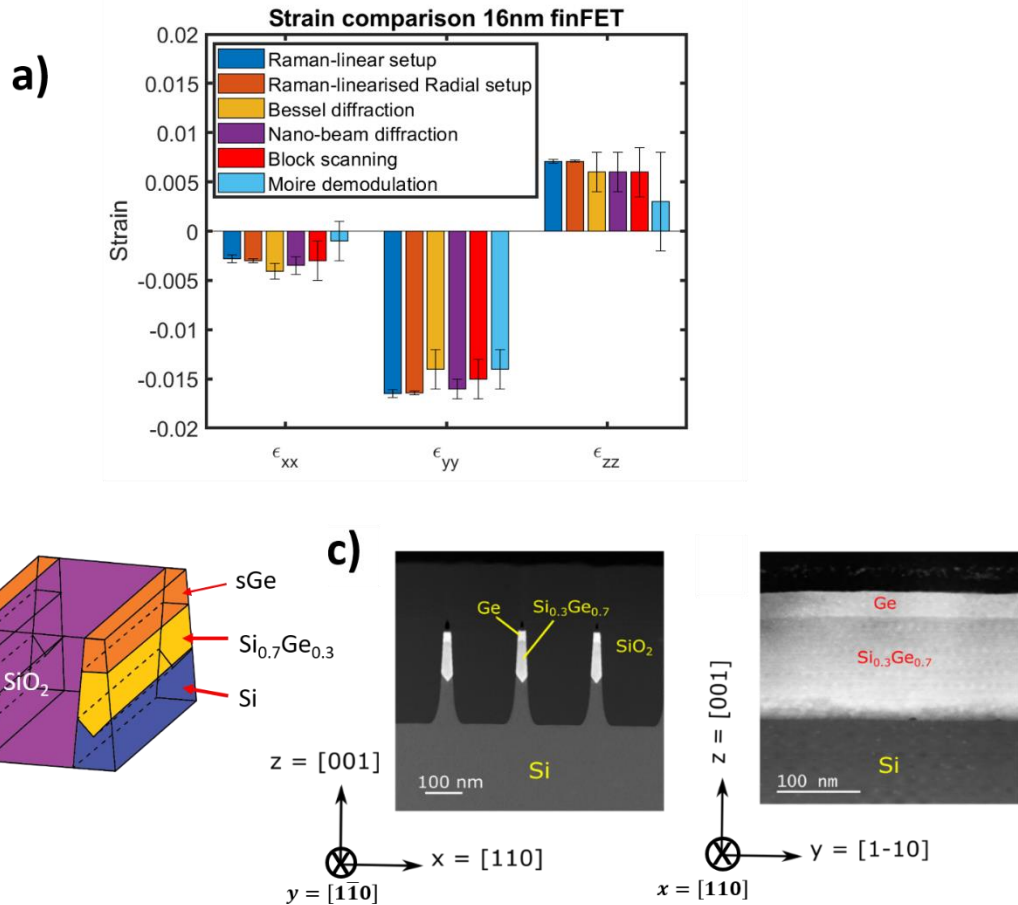 a)
Strain comparison 16nm finFET
Raman-linear setup
Raman-linearised Radial setup
Bessel diffraction
Nano-beam diffraction
Block scanning
Moire demodulation
0.02
0.015
0.01
0.005
0
-0.005
-0.01
-0.015
-0.02
Strain
ϵxx
ϵyy
ϵzz
sGe
Si0.7Ge0.3
SiO2
Si
c)
Ge
Si0.3Ge0.7
SiO2
Si
100 nm
z = [001]
x = [110]
y = [11̅0]
Ge
Si0.3Ge0.7
Si
100 nm
z = [001]
y = [1-10]
x = [110]